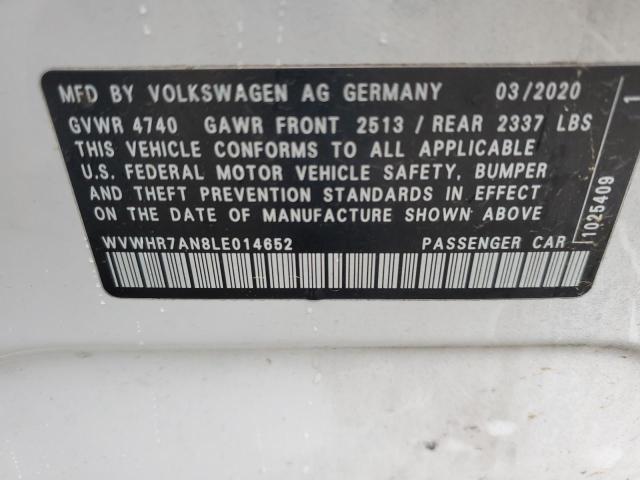 MFD BY VOLKSWAGEN AG GERMANY 03/2020
GVWR 4740 GAWR FRONT 2513 / REAR 2337 LBS
THIS VEHICLE CONFORMS TO ALL APPLICABLE
U.S. FEDERAL MOTOR VEHICLE SAFETY, BUMPER
AND THEFT PREVENTION STANDARDS IN EFFECT
ON THE DATE OF MANUFACTURE SHOWN ABOVE
WVWHR7AN8LE014652 PASSENGER CAR
1025409
1